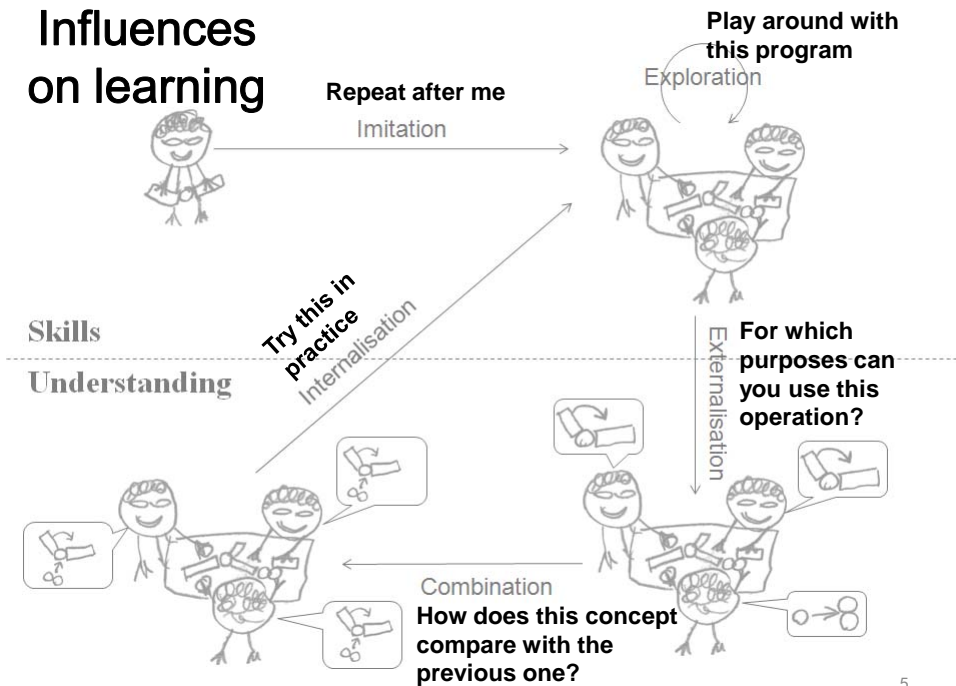 Influences
on learning
Repeat after me
Imitation
Play around with
this program
Exploration
Try this in
practice
Internalisation
Skills
Understanding
Externalisation
For which
purposes can
you use this
operation?
Combination
How does this concept
compare with the
previous one?
5